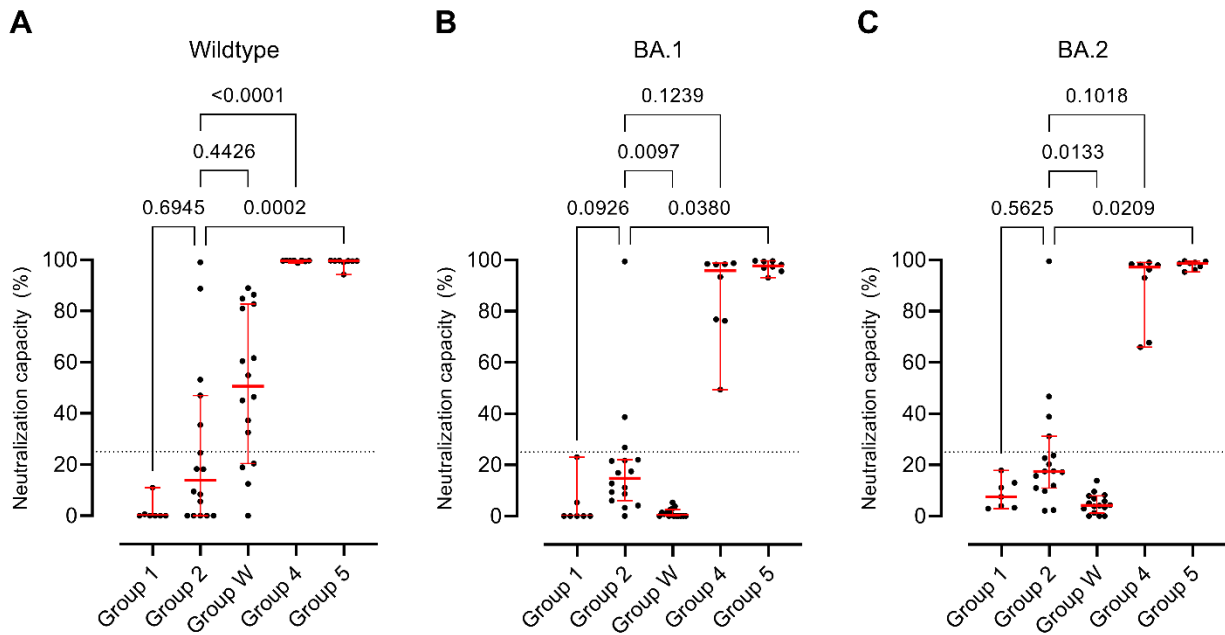 A
Wildtype
<0.0001
0.4426
0.6945
0.0002
Neutralization capacity (%)
100
80
60
40
20
0
Group 1
Group 2
Group W
Group 4
Group 5
B
BA.1
0.1239
0.0097
0.0926
0.0380
Neutralization capacity (%)
100
80
60
40
20
0
Group 1
Group 2
Group W
Group 4
Group 5
C
BA.2
0.1018
0.0133
0.5625
0.0209
Neutralization capacity (%)
100
80
60
40
20
0
Group 1
Group 2
Group W
Group 4
Group 5